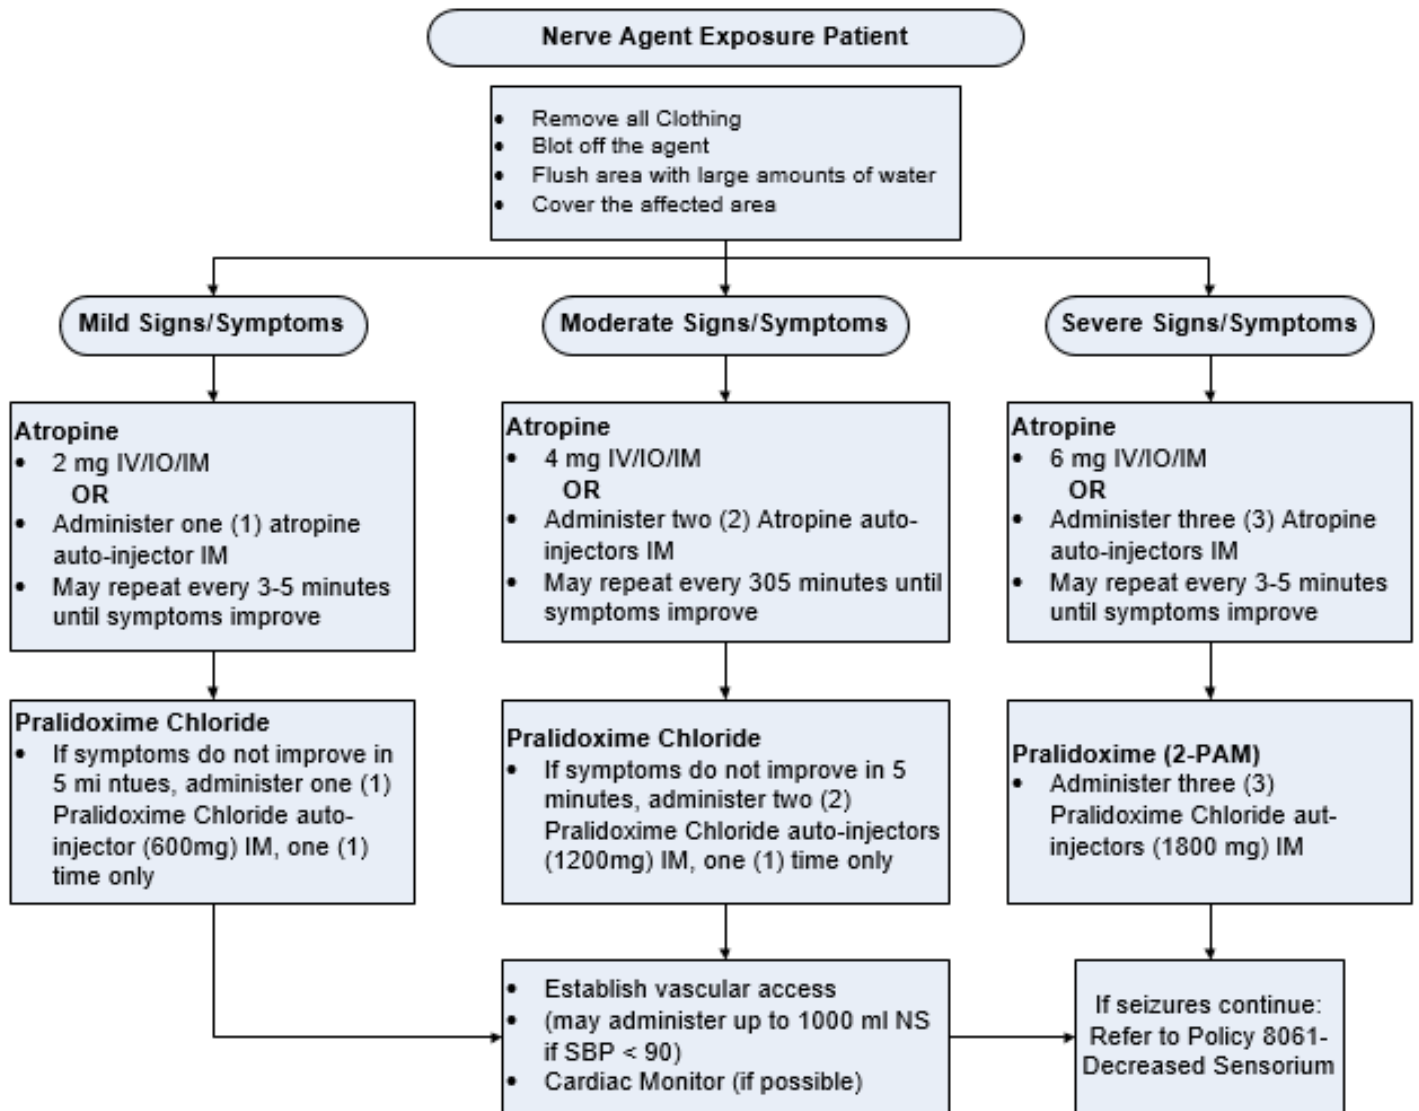 Nerve Agent Exposure Patient
• Remove all Clothing
• Blot off the agent
• Flush area with large amounts of water
• Cover the affected area
Mild Signs/Symptoms
Moderate Signs/Symptoms
Severe Signs/Symptoms
Atropine
• 2 mg IV/IO/IM
OR
• Administer one (1) atropine
auto-injector IM
• May repeat every 3-5 minutes
until symptoms improve
Atropine
• 4 mg IV/IO/IM
OR
• Administer two (2) Atropine auto-
injectors IM
• May repeat every 305 minutes until
symptoms improve
Atropine
• 6 mg IV/IO/IM
OR
• Administer three (3) Atropine
auto-injectors IM
• May repeat every 3-5 minutes
until symptoms improve
Pralidoxime Chloride
• If symptoms do not improve in
5 mi ntues, administer one (1)
Pralidoxime Chloride auto-
injector (600mg) IM, one (1)
time only
Pralidoxime Chloride
• If symptoms do not improve in 5
minutes, administer two (2)
Pralidoxime Chloride auto-injectors
(1200mg) IM, one (1) time only
Pralidoxime (2-PAM)
• Administer three (3)
Pralidoxime Chloride aut-
injectors (1800 mg) IM
• Establish vascular access
• (may administer up to 1000 ml NS
if SBP < 90)
• Cardiac Monitor (if possible)
If seizures continue:
Refer to Policy 8061-
Decreased Sensorium